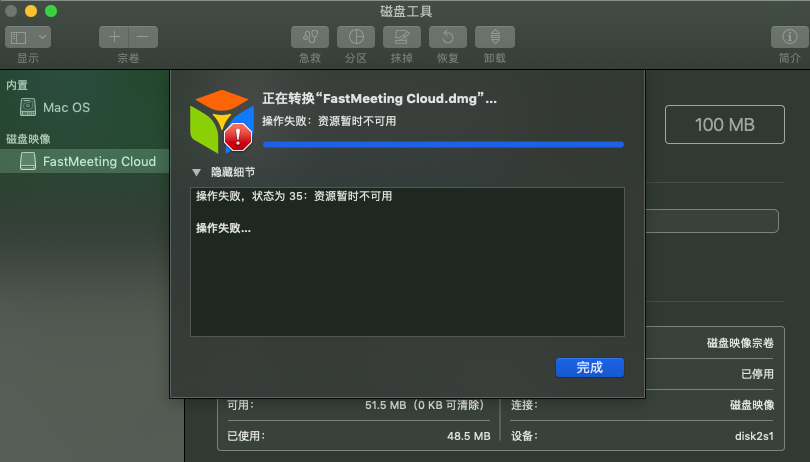 磁盘工具
显示
宗卷
急救
分区
抹掉
恢复
卸载
简介
内置
Mac OS
磁盘映像
FastMeeting Cloud
正在转换“FastMeeting Cloud.dmg”...
操作失败：资源暂时不可用
隐藏细节
操作失败，状态为 35：资源暂时不可用
操作失败...
完成
100 MB
磁盘映像宗卷
已停用
可用： 51.5 MB（0 KB 可清除） 连接： 磁盘映像
已使用： 48.5 MB 设备： disk2s1